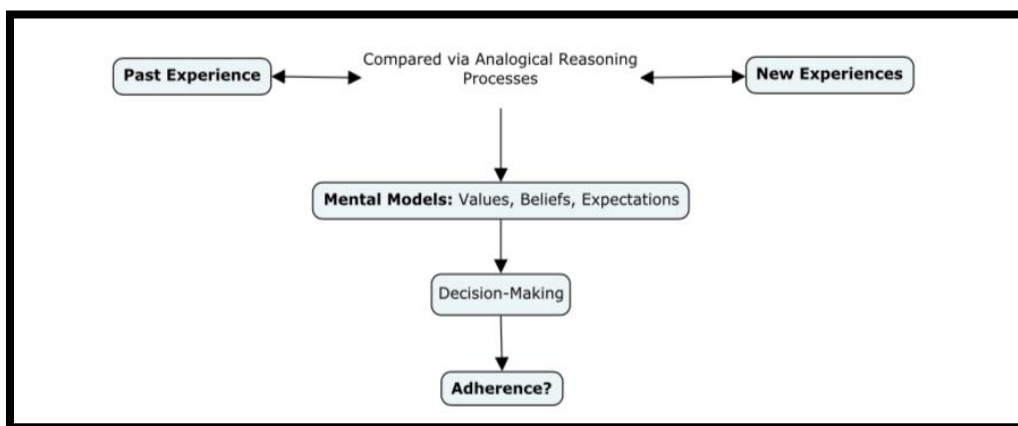 Past Experience
Compared via Analogical Reasoning
Processes
New Experiences
Mental Models: Values, Beliefs, Expectations
Decision-Making
Adherence?